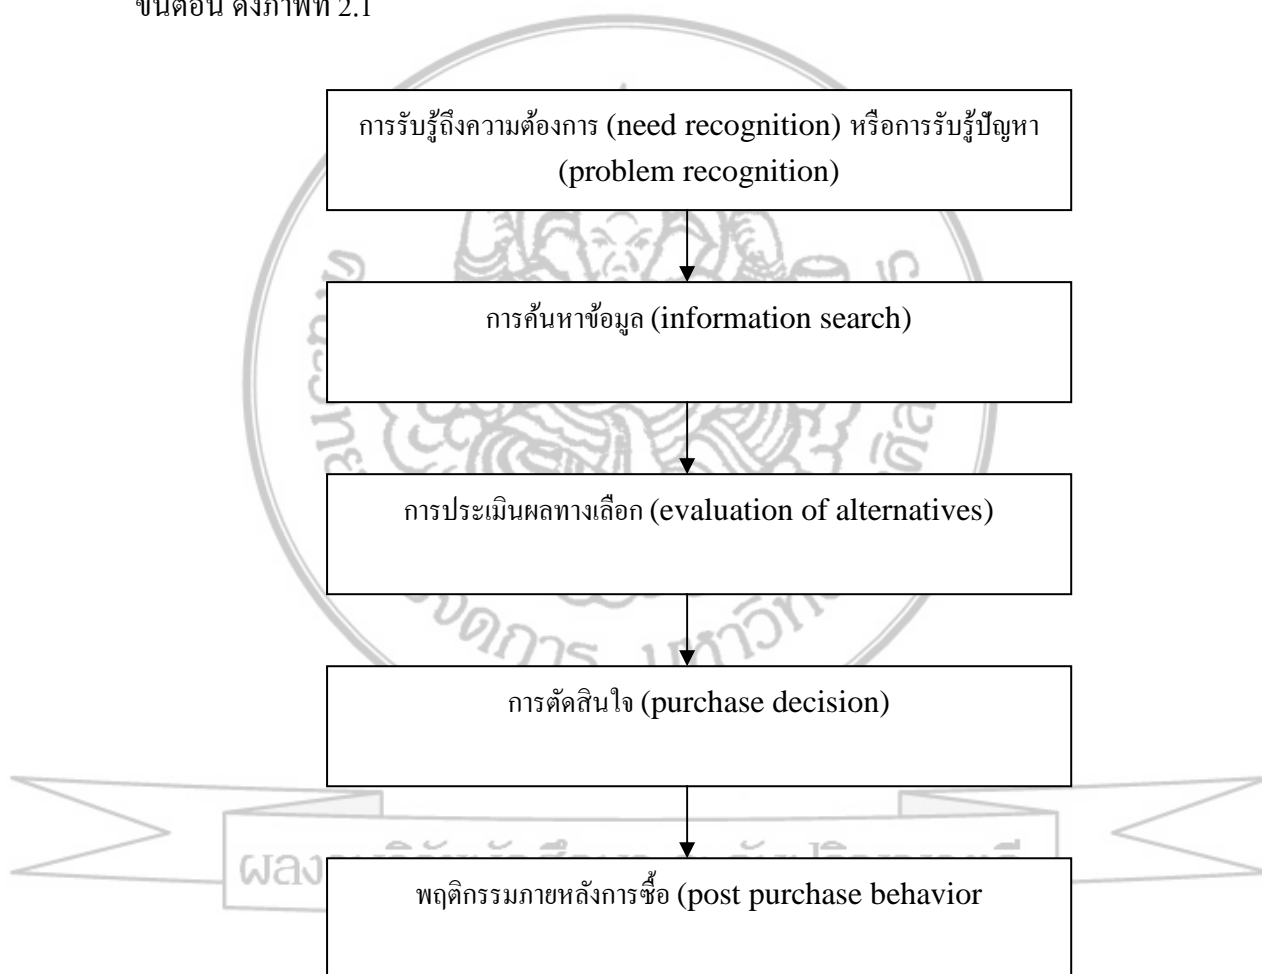 ขั้นตอน ดังภาพที่ 2.1
การรับรู้ถึงความต้องการ (need recognition) หรือการรับรู้ปัญหา
(problem recognition)
การค้นหาข้อมูล (information search)
การประเมินผลทางเลือก (evaluation of alternatives)
การตัดสินใจ (purchase decision)
พฤติกรรมภายหลังการซื้อ (post purchase behavior